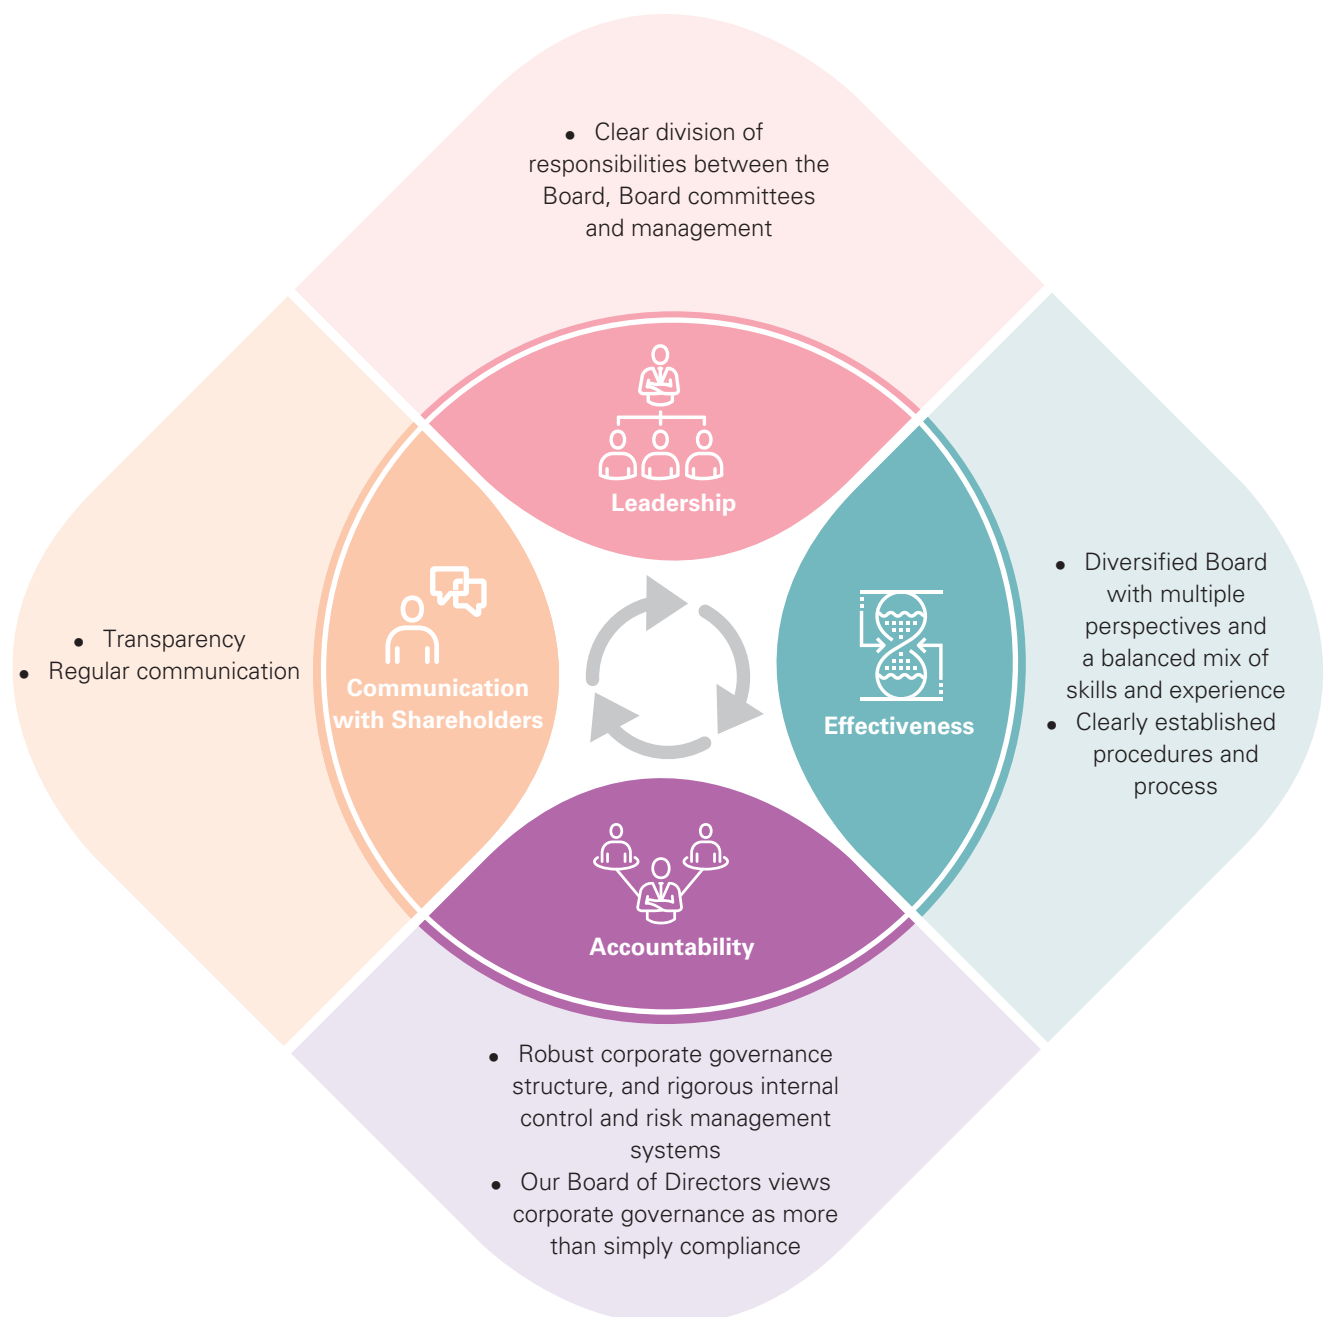 • Clear division of
responsibilities between the
Board, Board committees
and management
Leadership
• Diversified Board
with multiple
perspectives and
a balanced mix of
skills and experience
• Clearly established
procedures and
process
Effectiveness
• Transparency
• Regular communication
Communication
with Shareholders
Accountability
• Robust corporate governance
structure, and rigorous internal
control and risk management
systems
• Our Board of Directors views
corporate governance as more
than simply compliance